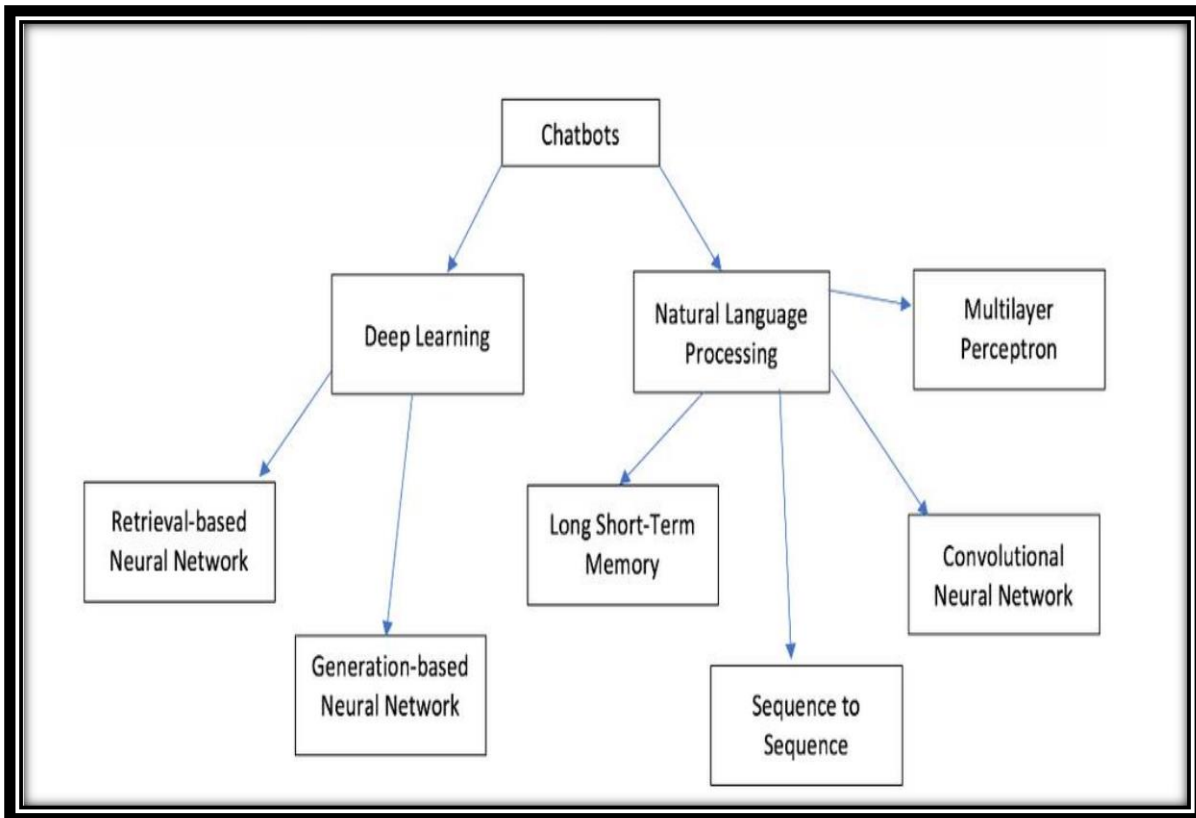 Chatbots
Deep Learning
Natural Language
Processing
Multilayer
Perceptron
Retrieval-based
Neural Network
Long Short-Term
Memory
Convolutional
Neural Network
Generation-based
Neural Network
Sequence to
Sequence